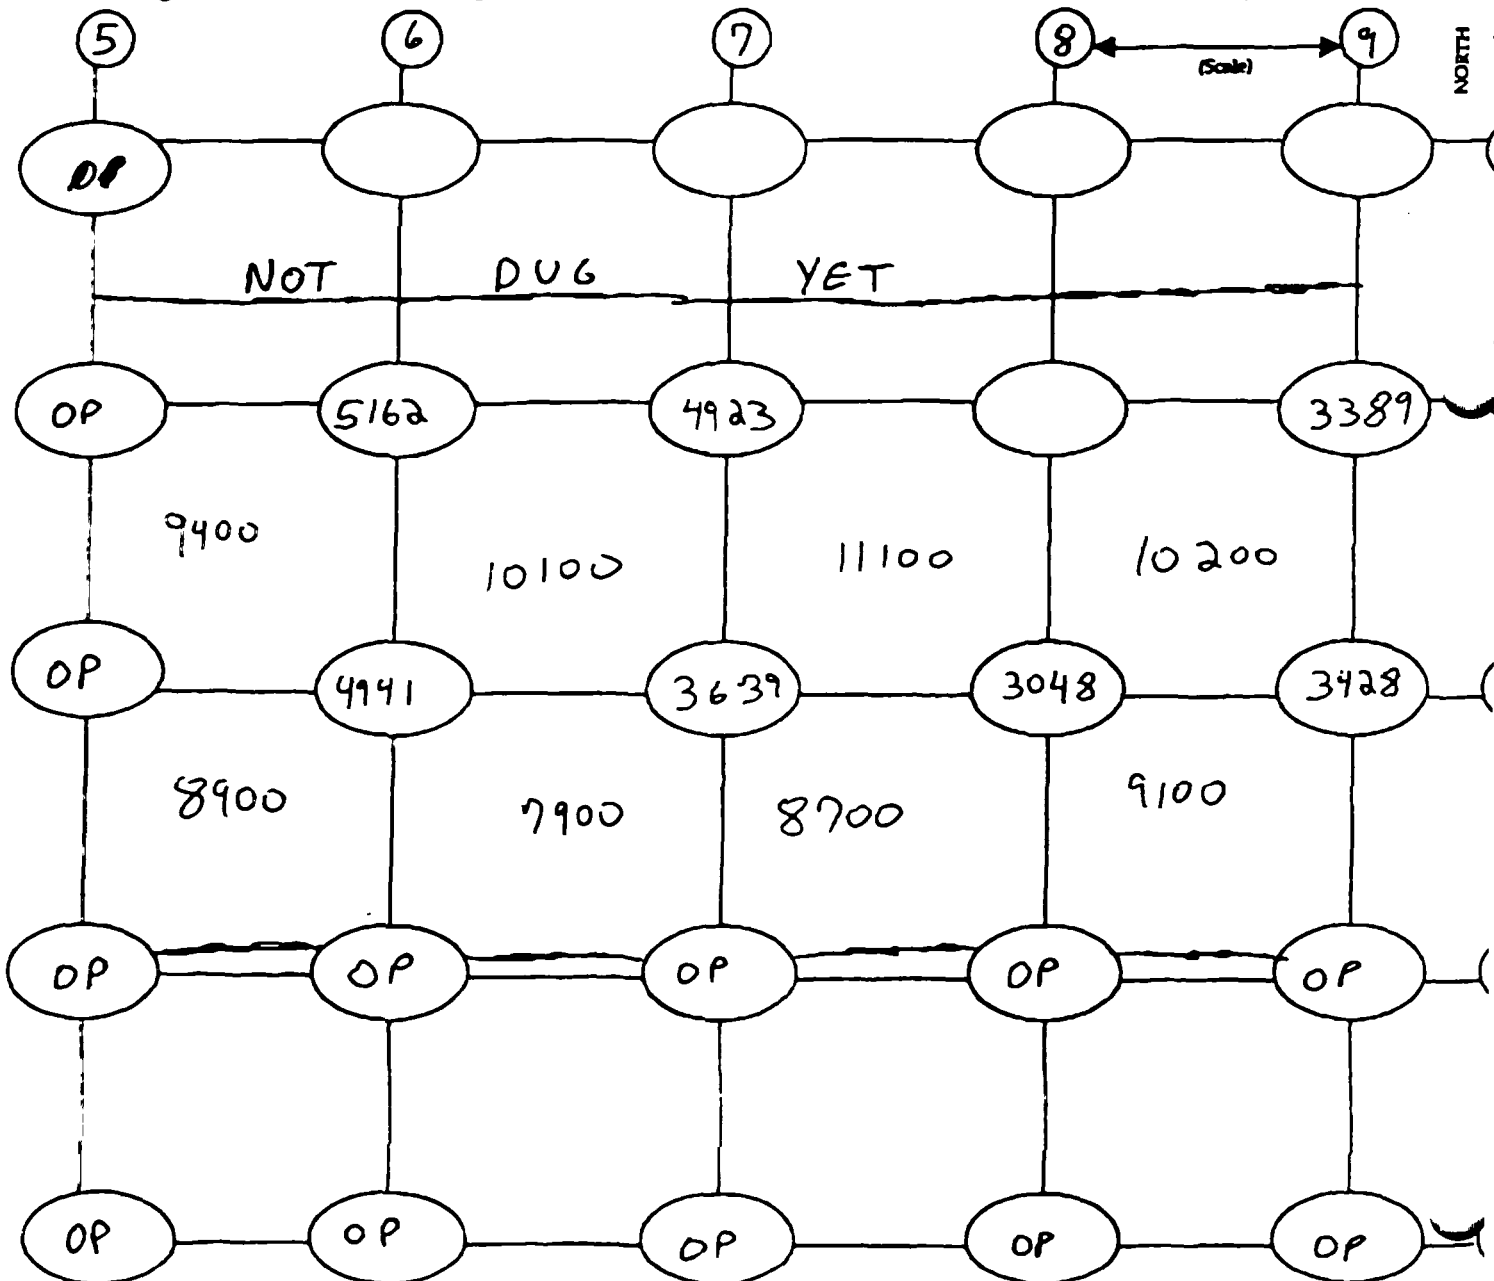 5 6 7 8 9
(Scale)
NORTH
OP
NOT DUG YET
OP 5162 4923 3389
9400 10100 11100 10200
OP 4941 3639 3048 3428
8900 7900 8700 9100
OP OP OP OP OP
OP OP OP OP OP